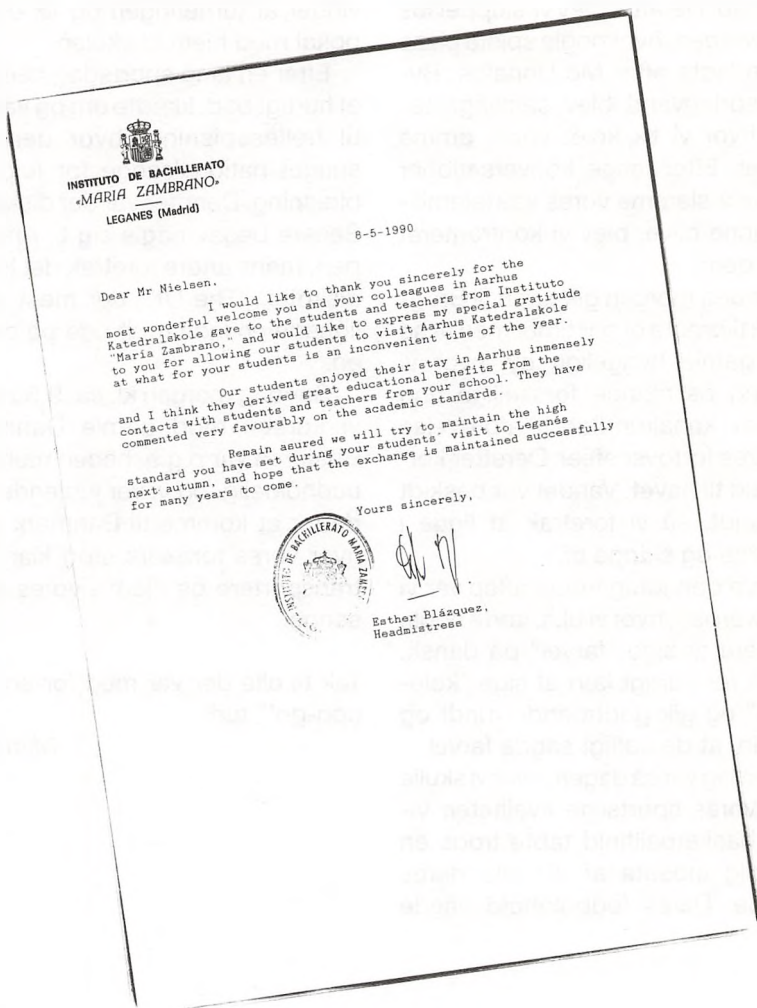 INSTITUTO DE BACHILLERATO
«MARIA ZAMBRANO»
LEGANES (Madrid)
8-5-1990
Dear Mr Nielsen.
I would like to thank you sincerely for the
most wonderful welcome you and your colleagues in Aarhus
Katedralskole gave to the students and teachers from Instituto
"María Zambrano," and would like to express my special gratitude
to you for allowing our students to visit Aarhus Katedralskole
at what for your students is an inconvenient time of the year.
Our students enjoyed their stay in Aarhus inmensely
and I think they derived great educational benefits from the
contacts with students and teachers from your school. They have
commented very favourably on the academic standard.
Remain asured we will try to maintain the high
standard you have set during your students' visit to Leganés
next autumn, and hope that the exchange is maintained successfully
for many years to come.
Yours sincerely,
INSTITUTO DE BACHILLERATO MARIA ZAMB
Esther Blázquez,
Headmistress